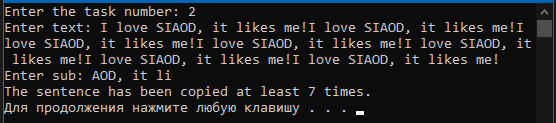 Enter the task number: 2
Enter text: I love SIAOD, it likes me!I love SIAOD, it likes me!I
love SIAOD, it likes me!I love SIAOD, it likes me!I love SIAOD, it
 likes me!I love SIAOD, it likes me!I love SIAOD, it likes me!
Enter sub: AOD, it li
The sentence has been copied at least 7 times.
Для продолжения нажмите любую клавишу . . .